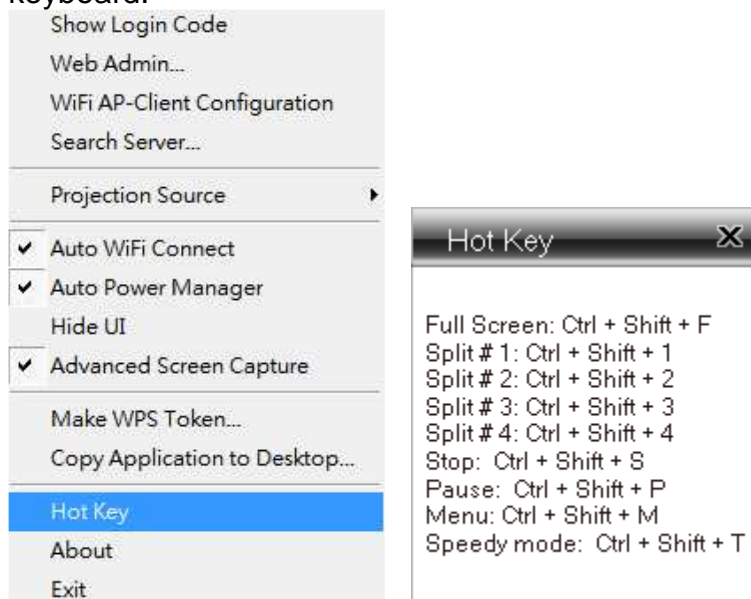 keyboard.
Show Login Code
Web Admin...
WiFi AP-Client Configuration
Search Server...
Projection Source
Auto WiFi Connect
Auto Power Manager
Hide UI
Advanced Screen Capture
Make WPS Token...
Copy Application to Desktop...
Hot Key
About
Exit
Hot Key
Full Screen: Ctrl + Shift + F
Split # 1: Ctrl + Shift + 1
Split # 2: Ctrl + Shift + 2
Split # 3: Ctrl + Shift + 3
Split # 4: Ctrl + Shift + 4
Stop: Ctrl + Shift + S
Pause: Ctrl + Shift + P
Menu: Ctrl + Shift + M
Speedy mode: Ctrl + Shift + T